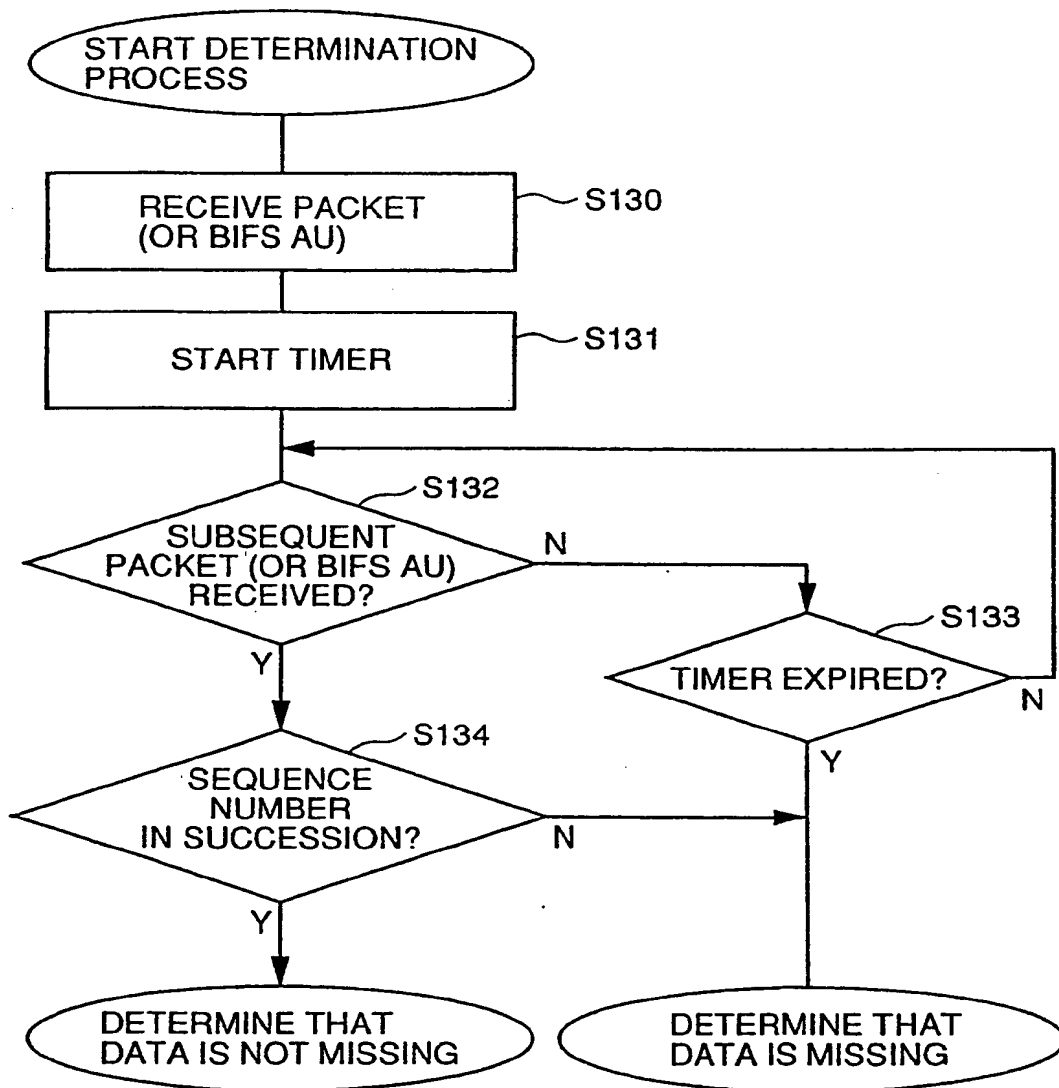 START DETERMINATION
PROCESS
RECEIVE PACKET
(OR BIFS AU)
S130
START TIMER
S131
S132
SUBSEQUENT
PACKET (OR BIFS AU)
RECEIVED?
N
Y
S133
TIMER EXPIRED?
N
Y
S134
SEQUENCE
NUMBER
IN SUCCESSION?
N
Y
DETERMINE THAT
DATA IS NOT MISSING
DETERMINE THAT
DATA IS MISSING